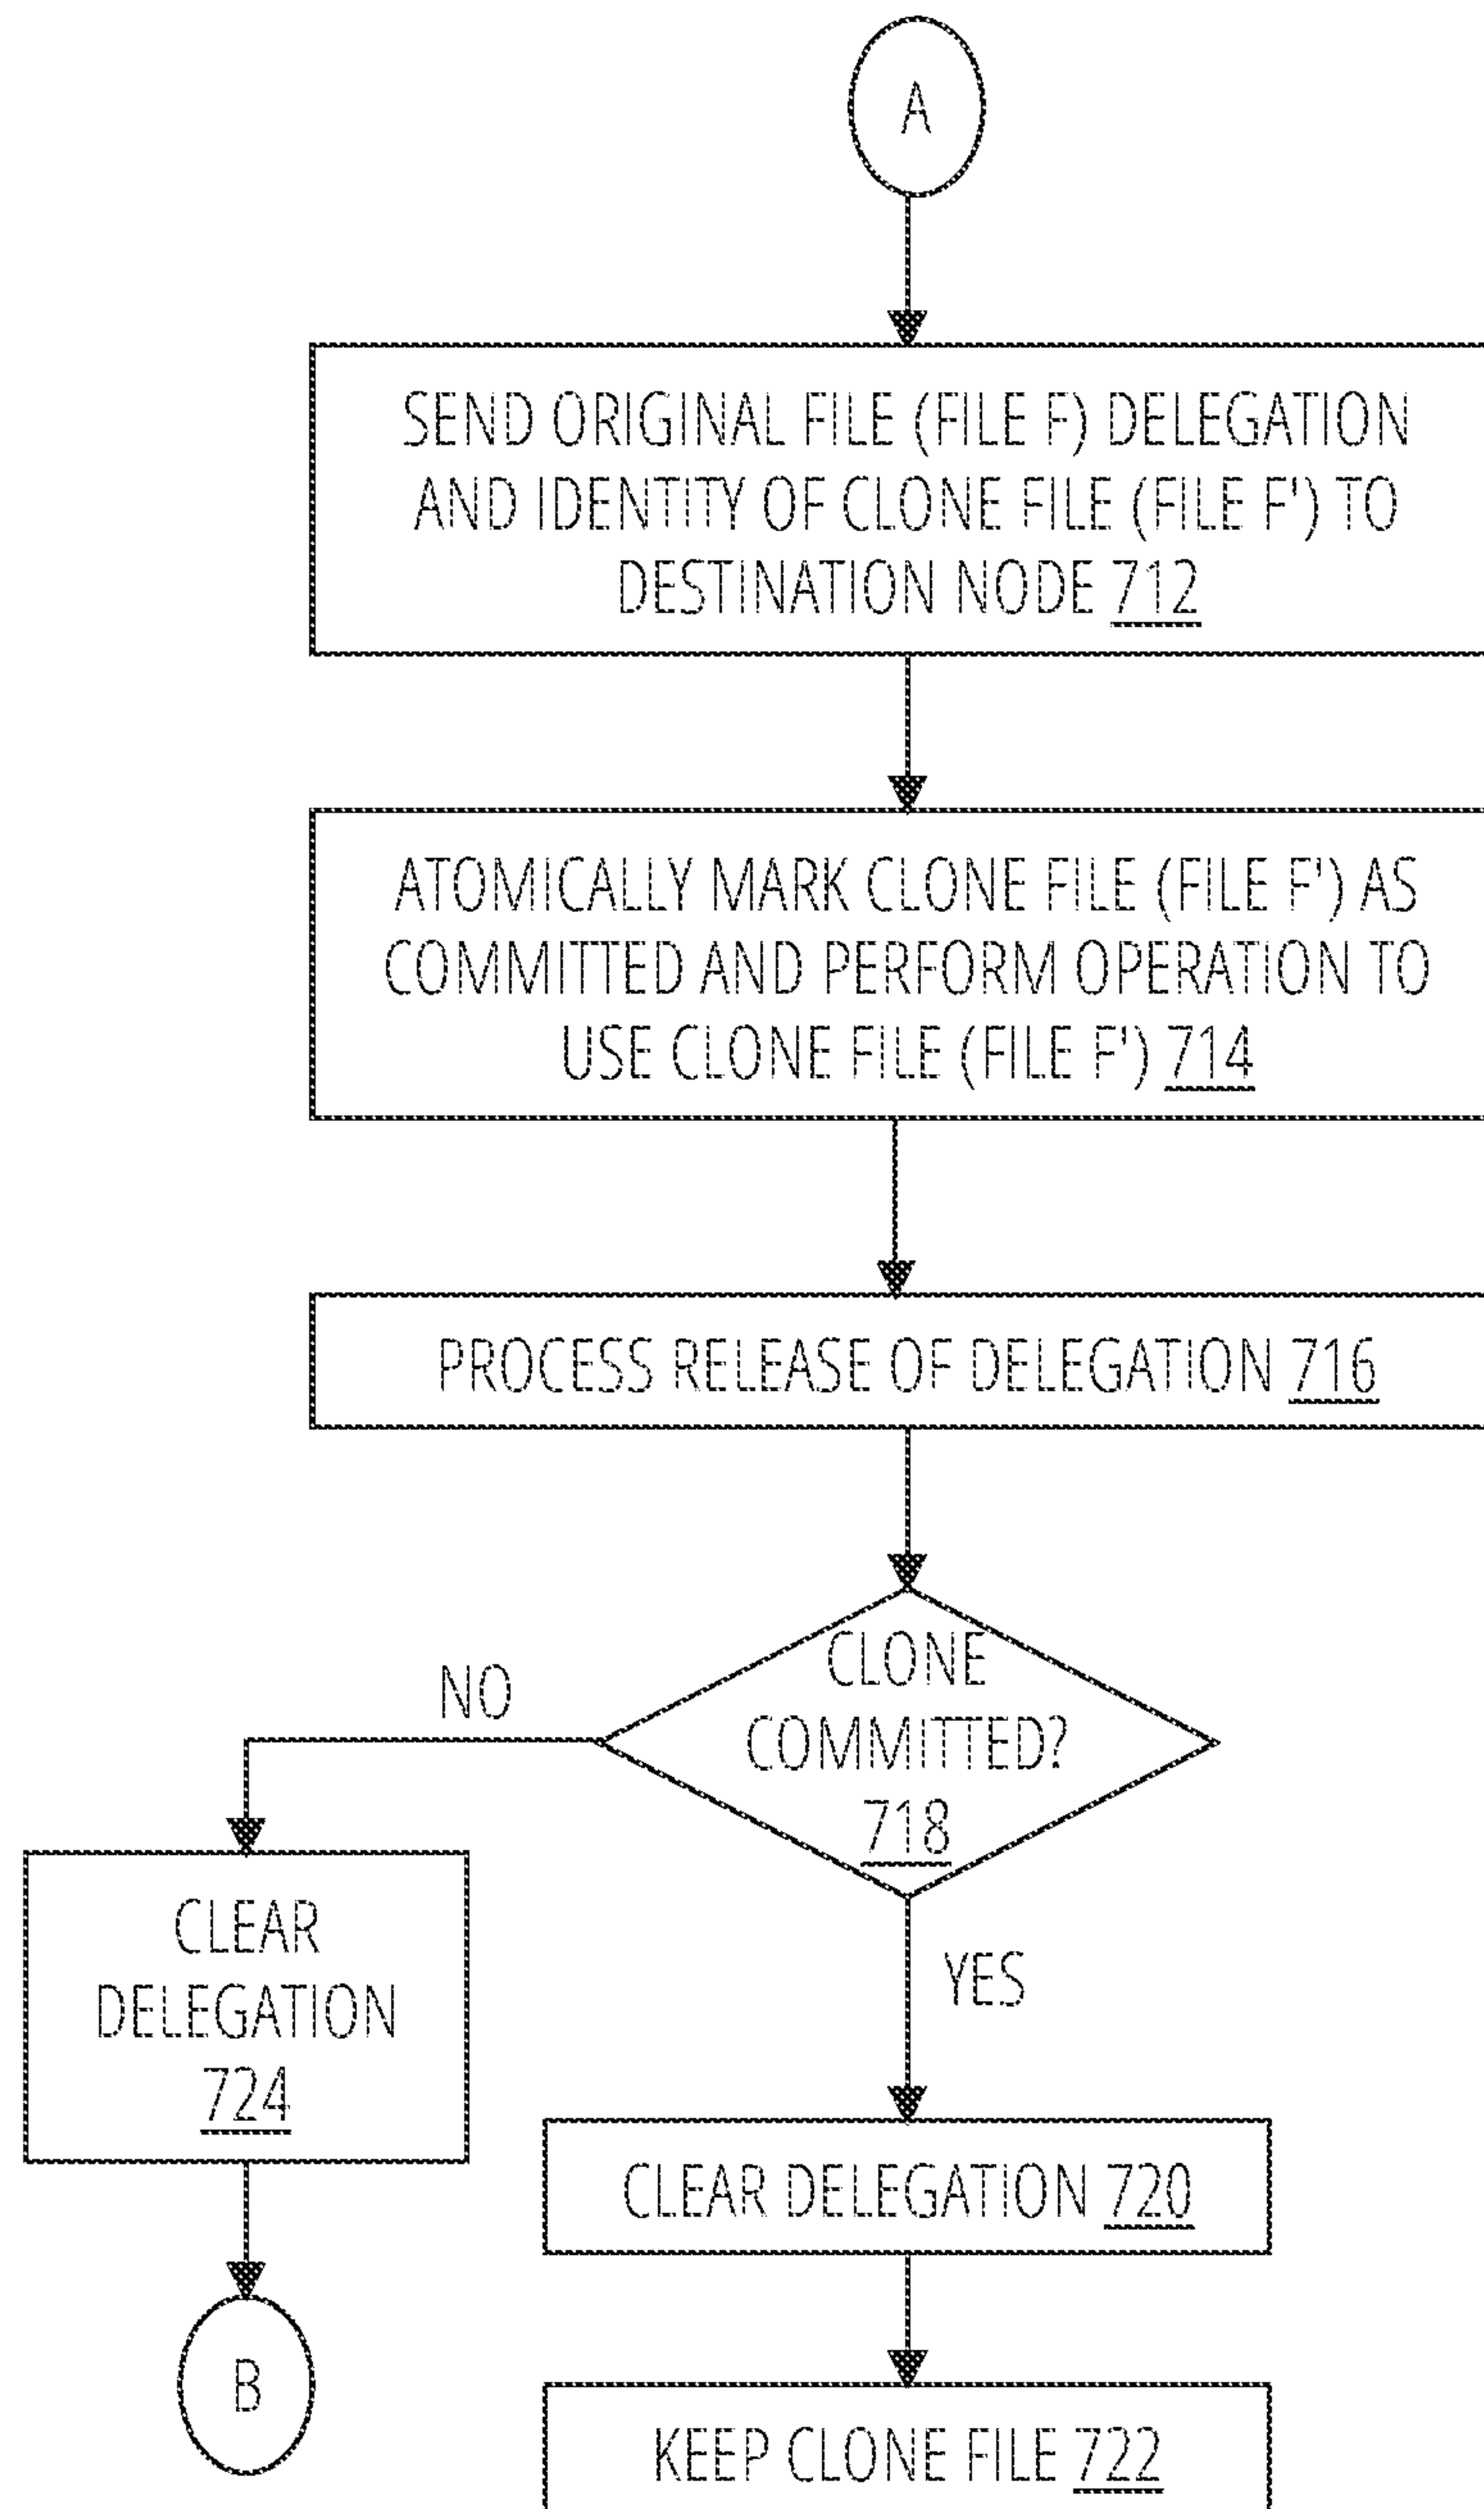 A
SEND ORIGINAL FILE (FILE F) DELEGATION
AND IDENTITY OF CLONE FILE (FILE F') TO
DESTINATION NODE 712
ATOMICALLY MARK CLONE FILE (FILE F') AS
COMMITTED AND PERFORM OPERATION TO
USE CLONE FILE (FILE F') 714
PROCESS RELEASE OF DELEGATION 716
CLONE
COMMITTED?
718
NO
YES
CLEAR
DELEGATION
724
CLEAR DELEGATION 720
B
KEEP CLONE FILE 722